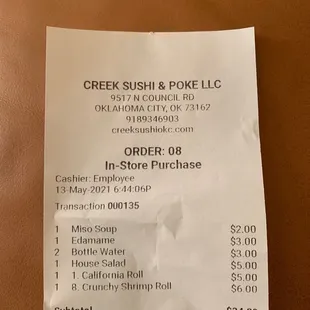 CREEK SUSHI & POKE LLC
9517 N COUNCIL RD
OKLAHOMA CITY, OK 73162
9189346903
creeksushiokc.com
ORDER: 08
In-Store Purchase
Cashier: Employee
13-May-2021 6:44:06P
Transaction 000135
1 Miso Soup $2.00
1 Edamame $3.00
2 Bottle Water $3.00
1 House Salad $5.00
1 1. California Roll $5.00
1 8. Crunchy Shrimp Roll $6.00
Subtotal $24.00